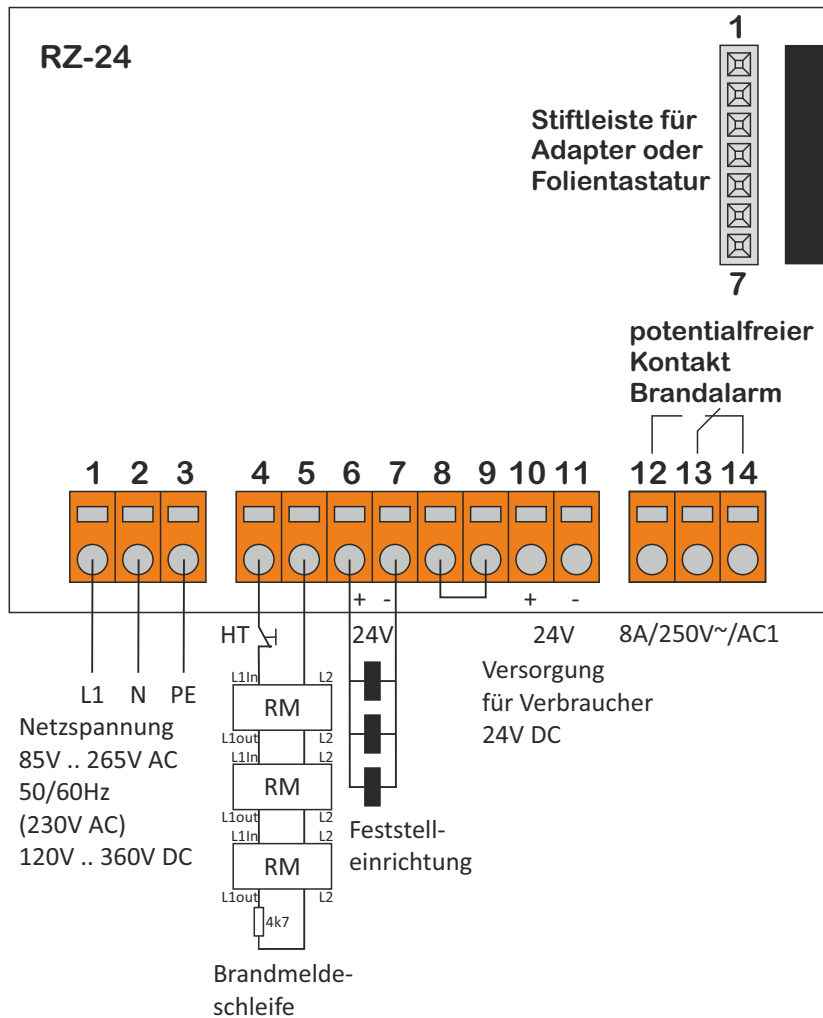 RZ-24
1
Stiftleiste für
Adapter oder
Folientastatur
7
potentialfreier
Kontakt
Brandalarm
1 2 3 4 5 6 7 8 9 10 11 12 13 14
+ - + -
HT 24V 24V 8A/250V~/AC1
L1 N PE
Netzspannung
85V .. 265V AC
50/60Hz
(230V AC)
120V .. 360V DC
L1In L2
RM
L1out L2
L1In L2
RM
L1out L2
L1In L2
RM
L1out L2
4k7
Brandmelde-
schleife
Feststell-
einrichtung
Versorgung
für Verbraucher
24V DC